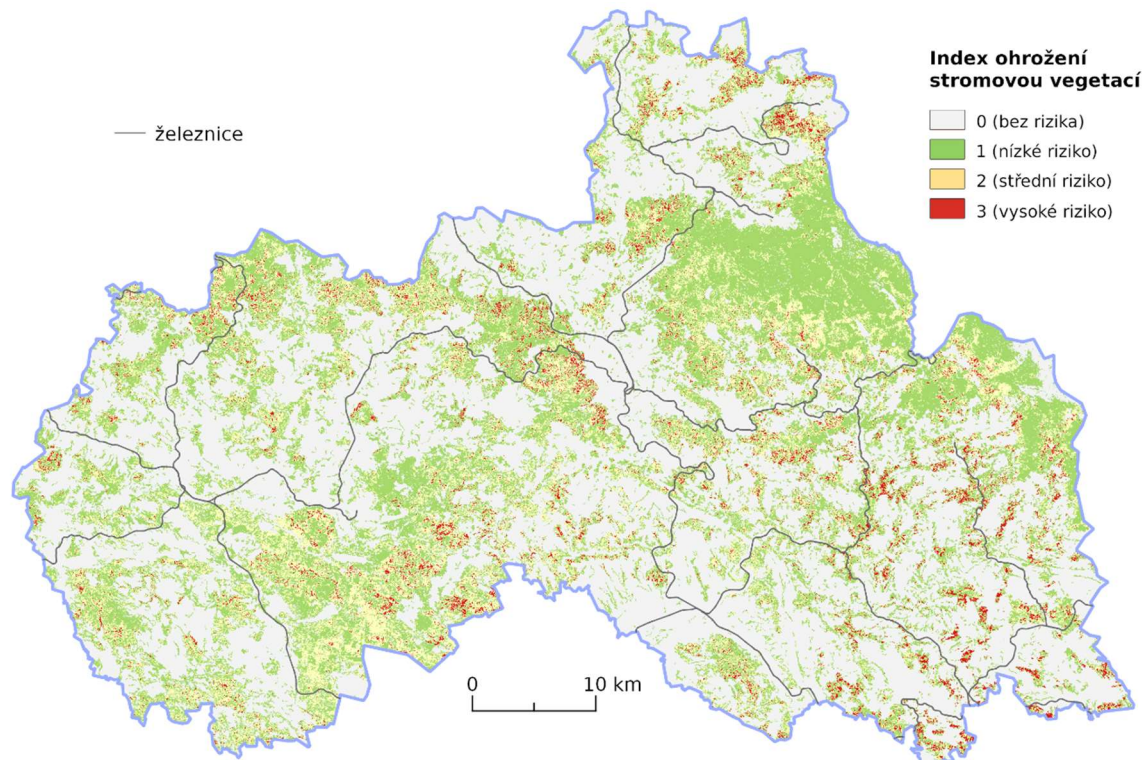 Index ohrožení
stromovou vegetací
0 (bez rizika)
1 (nízké riziko)
2 (střední riziko)
3 (vysoké riziko)
železnice
0 10 km